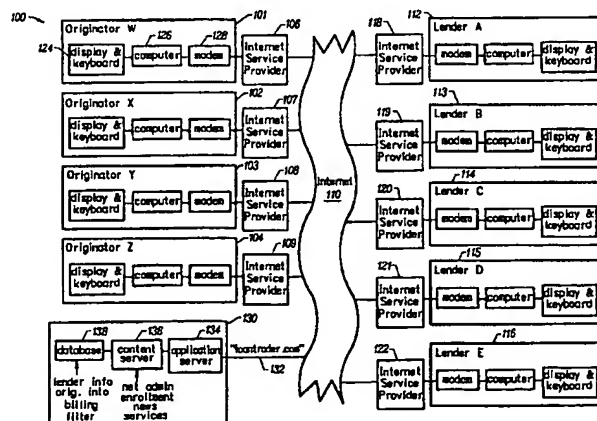 100
Originator W
101
124
126
128
display & keyboard
computer
modem
106
Internet Service Provider
Originator X
102
display & keyboard
computer
modem
107
Internet Service Provider
Originator Y
103
display & keyboard
computer
modem
108
Internet Service Provider
Originator Z
104
display & keyboard
computer
modem
109
Internet Service Provider
130
138
136
134
database
content server
application server
"loantrader.com"
132
lender info
orig. info
billing
filter
net admin
enrollment
news
services
Internet
110
118
Internet Service Provider
112
Lender A
modem
computer
display & keyboard
119
Internet Service Provider
113
Lender B
modem
computer
display & keyboard
120
Internet Service Provider
114
Lender C
modem
computer
display & keyboard
121
Internet Service Provider
115
Lender D
modem
computer
display & keyboard
122
Internet Service Provider
116
Lender E
modem
computer
display & keyboard